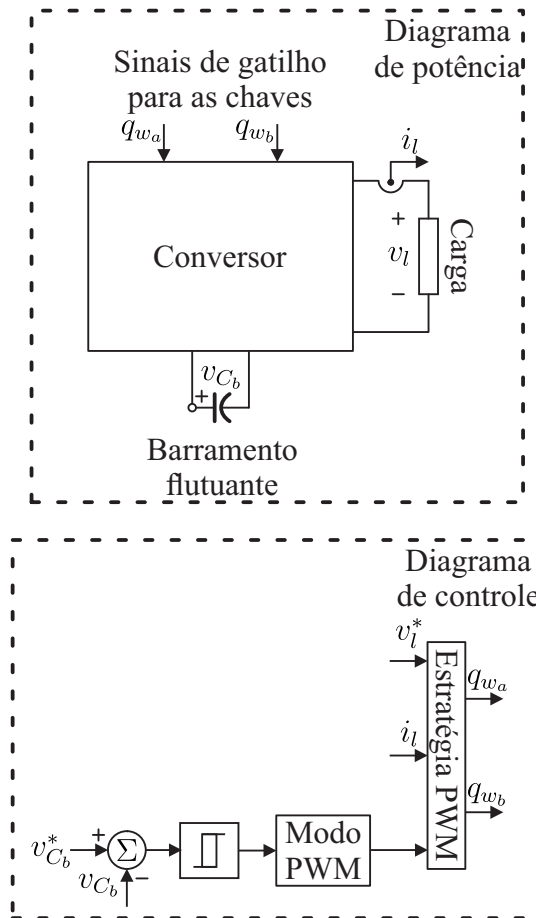 Diagrama
de potência
Sinais de gatilho
para as chaves
q_{w_a}
q_{w_b}
i_l
Conversor
+
v_l
−
Carga
v_{C_b}
+
Barramento
flutuante
Diagrama
de controle
v_l^*
i_l
Estratégia PWM
q_{w_a}
q_{w_b}
v_{C_b}^*
+
Σ
−
v_{C_b}
Modo
PWM